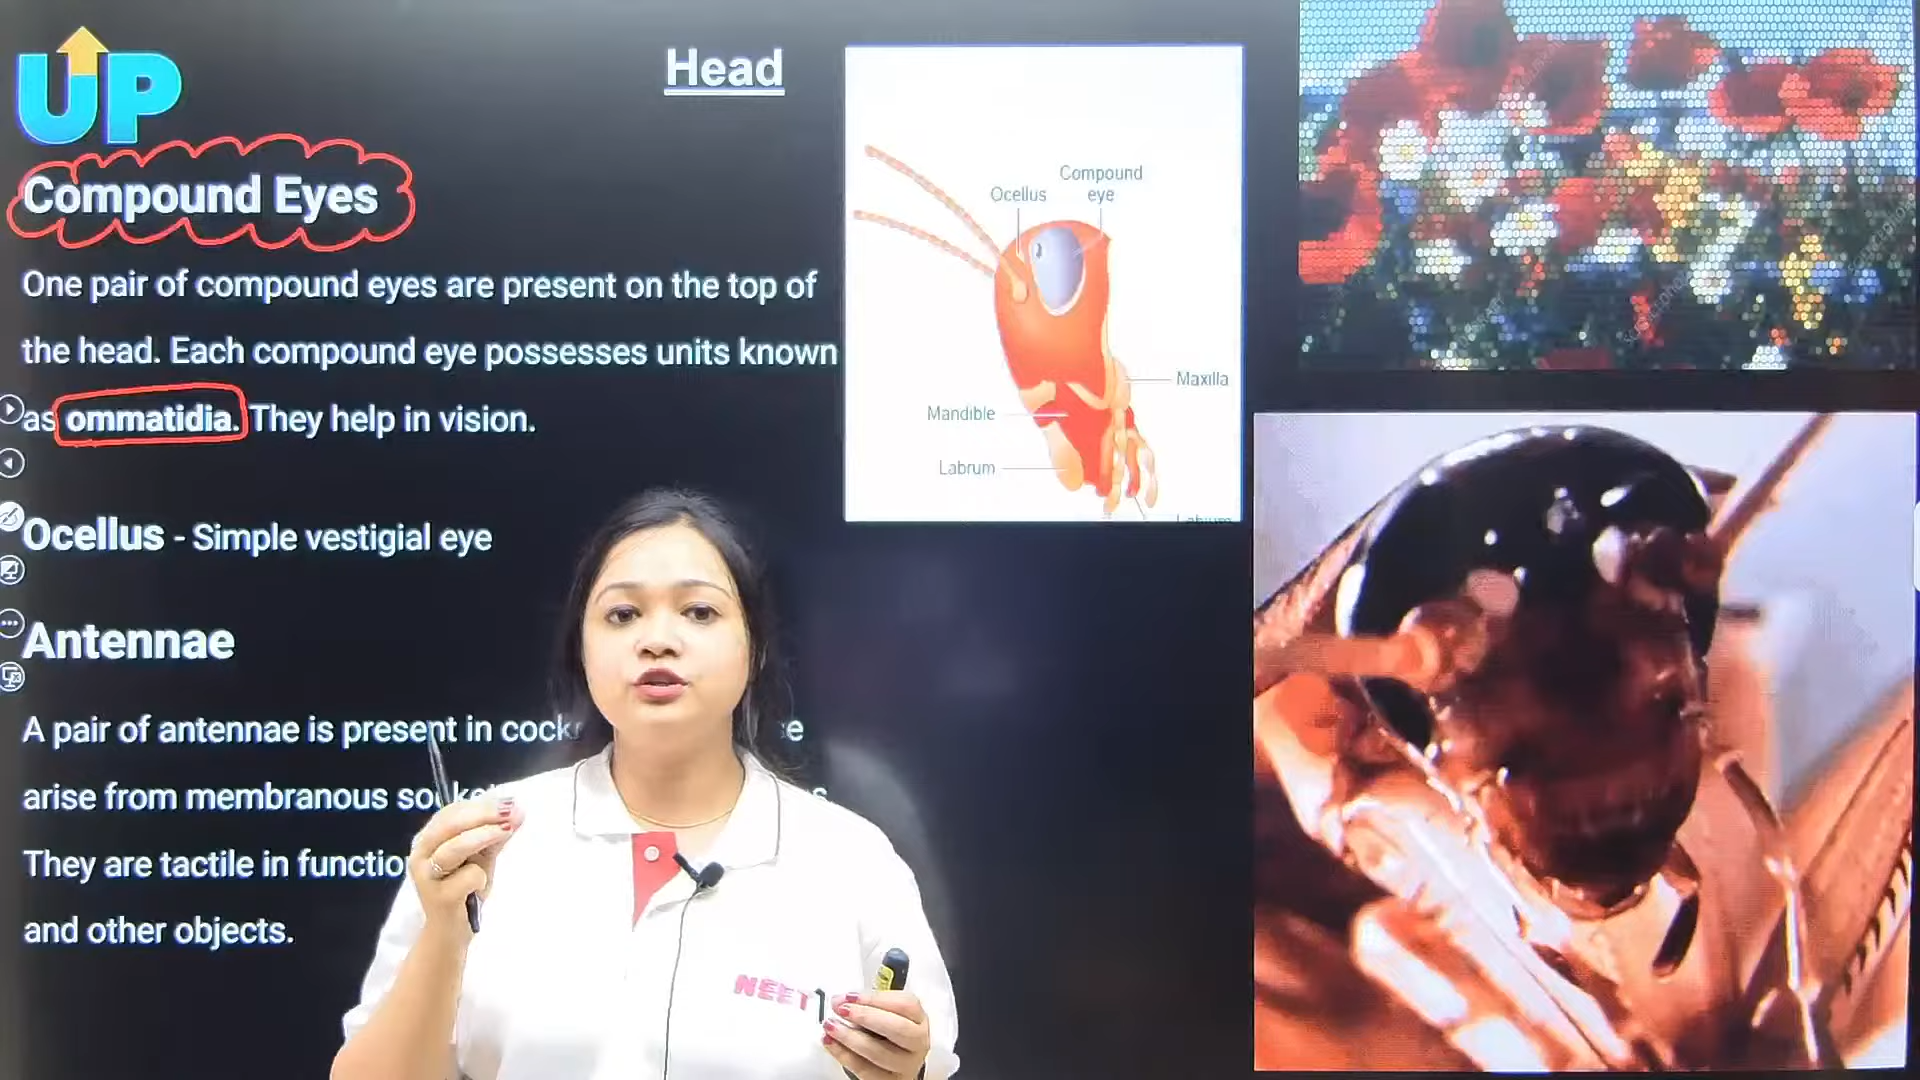 UP
Head
Compound Eyes
One pair of compound eyes are present on the top of
the head. Each compound eye possesses units known
as ommatidia. They help in vision.
Ocellus - Simple vestigial eye
Antennae
A pair of antennae is present in
arise from membranous
They are tactile in
and other objects.
Ocellus
Compound
eye
Maxilla
Mandible
Labrum
Labium
NEET